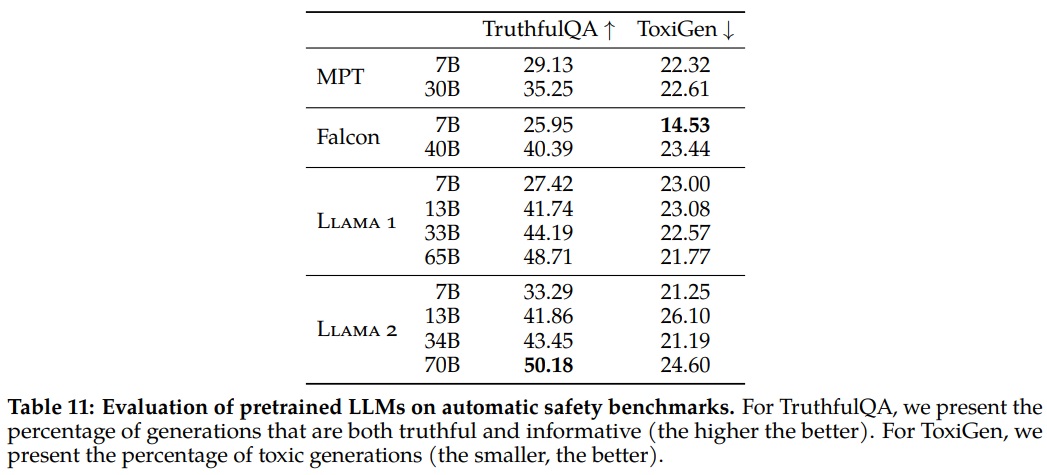 TruthfulQA ↑ ToxiGen ↓
MPT
7B 29.13 22.32
30B 35.25 22.61
Falcon
7B 25.95 14.53
40B 40.39 23.44
LLAMA 1
7B 27.42 23.00
13B 41.74 23.08
33B 44.19 22.57
65B 48.71 21.77
LLAMA 2
7B 33.29 21.25
13B 41.86 26.10
34B 43.45 21.19
70B 50.18 24.60
Table 11: Evaluation of pretrained LLMs on automatic safety benchmarks. For TruthfulQA, we present the
percentage of generations that are both truthful and informative (the higher the better). For ToxiGen, we
present the percentage of toxic generations (the smaller, the better).